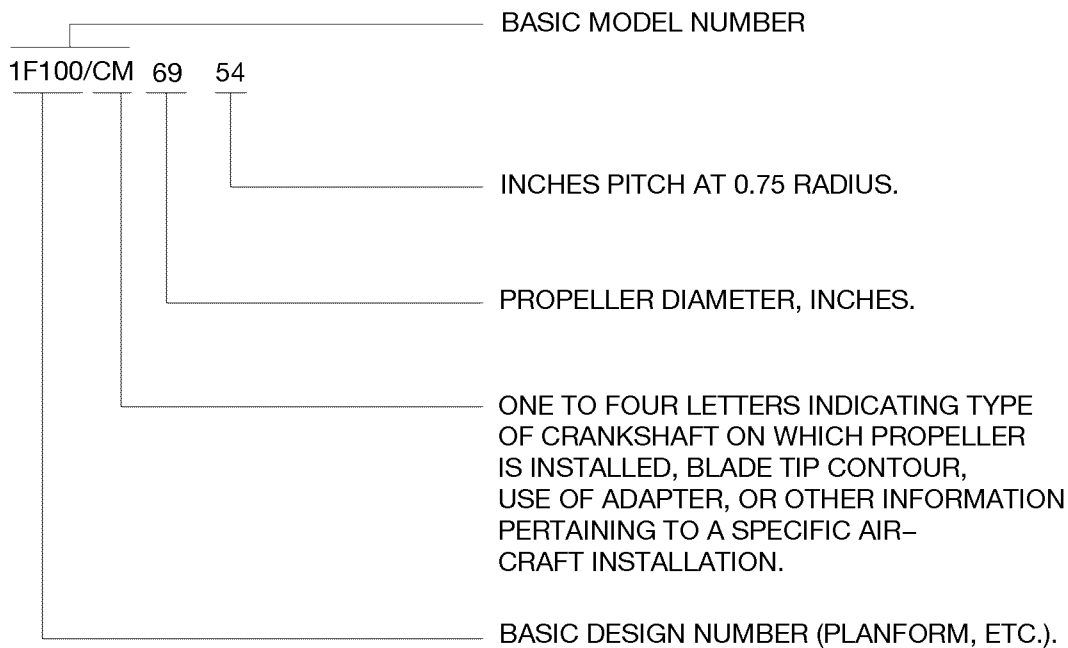 BASIC MODEL NUMBER
1F100/CM 69 54
INCHES PITCH AT 0.75 RADIUS.
PROPELLER DIAMETER, INCHES.
ONE TO FOUR LETTERS INDICATING TYPE
OF CRANKSHAFT ON WHICH PROPELLER
IS INSTALLED, BLADE TIP CONTOUR,
USE OF ADAPTER, OR OTHER INFORMATION
PERTAINING TO A SPECIFIC AIR–
CRAFT INSTALLATION.
BASIC DESIGN NUMBER (PLANFORM, ETC.).